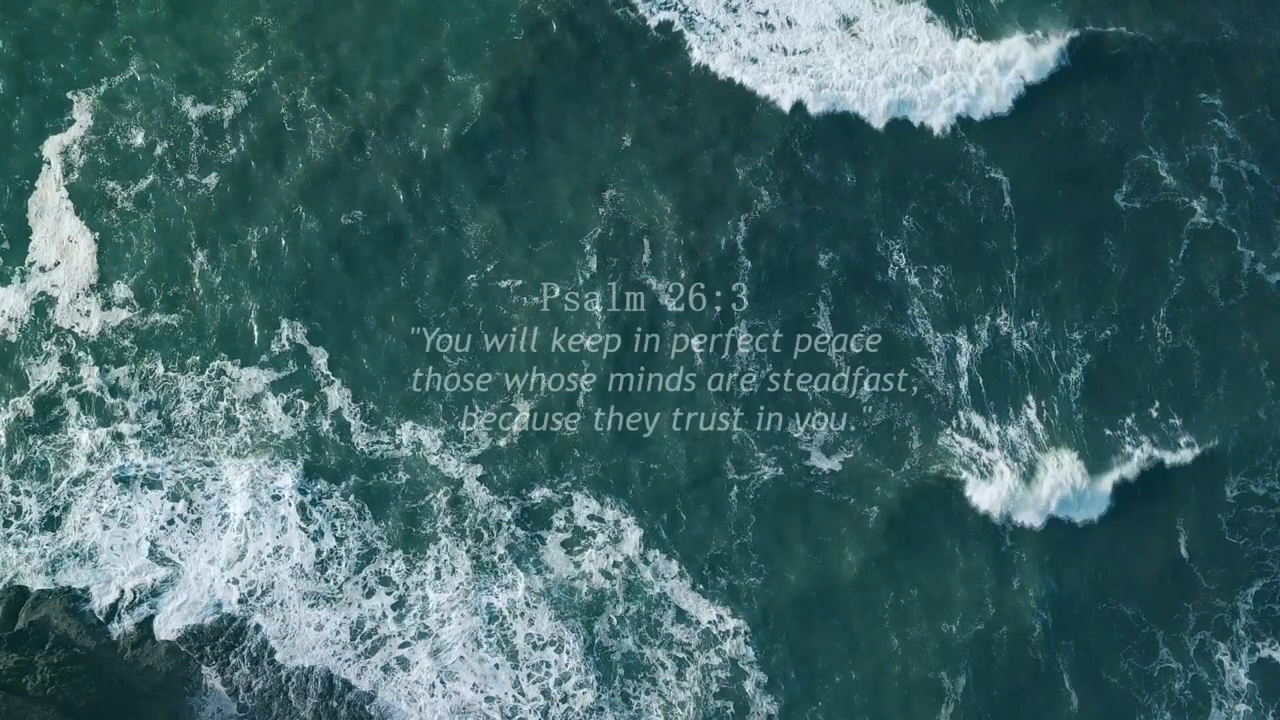 Psalm 26:3
"You will keep in perfect peace
those whose minds are steadfast,
because they trust in you."